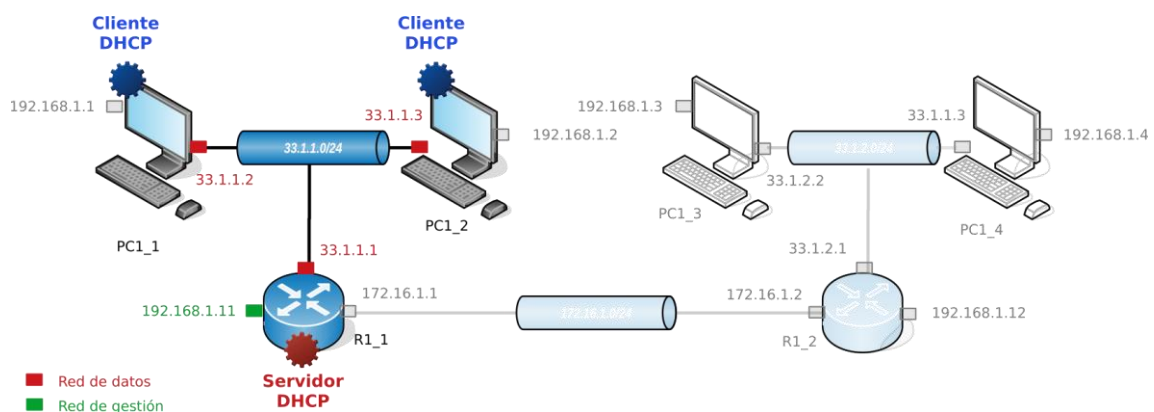 Cliente
DHCP
Cliente
DHCP
192.168.1.1
33.1.1.3
192.168.1.2
192.168.1.3
33.1.1.3
192.168.1.4
33.1.1.0/24
33.1.2.0/24
33.1.1.2
33.1.2.2
PC1_1
PC1_2
PC1_3
PC1_4
33.1.1.1
33.1.2.1
192.168.1.11
172.16.1.1
172.16.1.0/24
172.16.1.2
192.168.1.12
R1_1
R1_2
Servidor
DHCP
Red de datos
Red de gestión